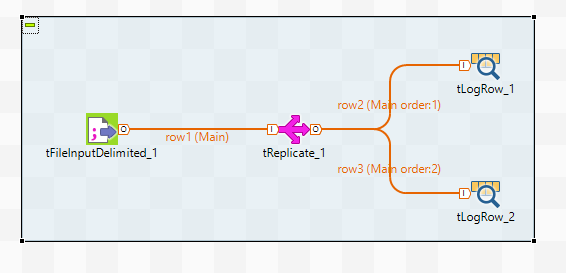 tLogRow_1
row2 (Main order:1)
I
O
row1 (Main)
I
O
tFileInputDelimited_1
tReplicate_1
row3 (Main order:2)
I
tLogRow_2